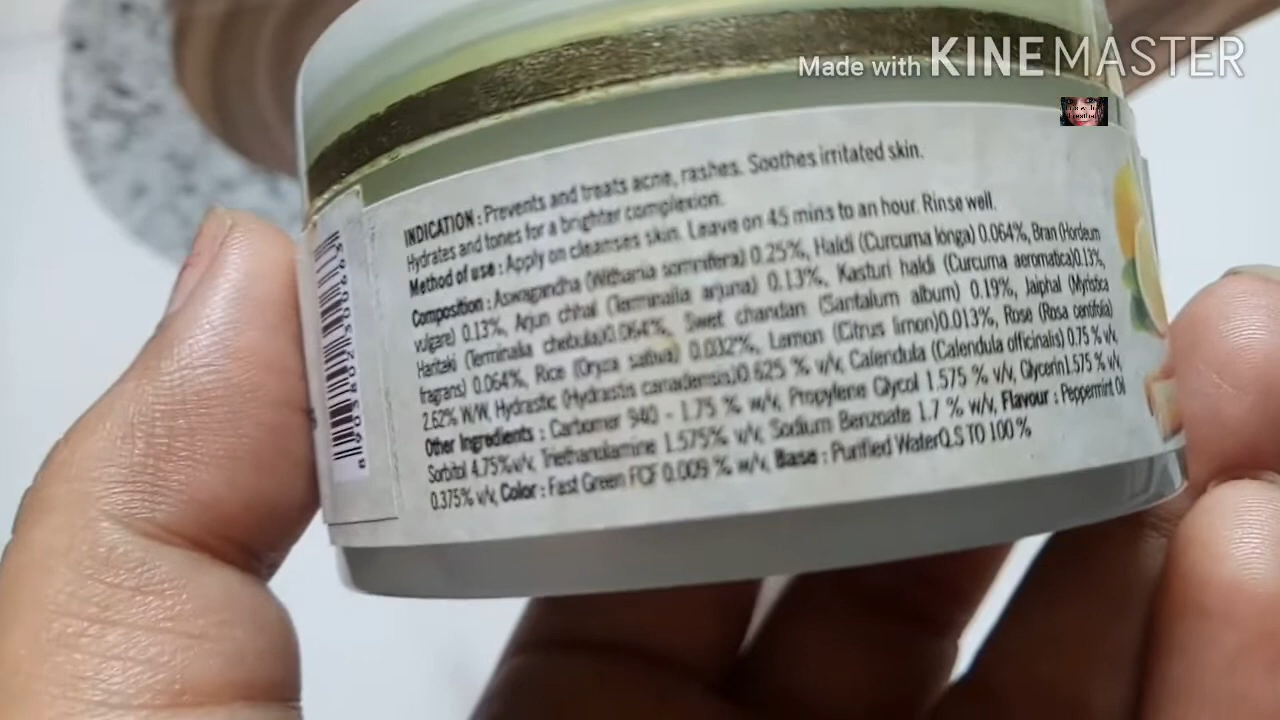 Made with KINEMASTER
INDICATION : Prevents and treats acne, rashes. Soothes irritated skin.
Hydrates and tones for a brighter complexion.
Method of use : Apply on cleanses skin. Leave on 45 mins to an hour. Rinse well.
Composition : Aswagandha (Withania somnifera) 0.25%, Haldi (Curcuma longa) 0.064%, Bran (Hordeum
vulgare) 0.13%, Arjun chhal (Terminalia arjuna) 0.13%, Kasturi haldi (Curcuma aeromatica)0.13%,
Haritaki (Terminalia chebula)0.064%, Swet chandan (Santalum album) 0.19%, Jaiphal (Myristica
fragrans) 0.064%, Rice (Oryza sativa) 0.032%, Lemon (Citrus limon)0.013%, Rose (Rosa centifolia)
2.62% W/W, Hydrastic (Hydrastis canadensis)0.625 % v/v, Calendula (Calendula officinalis) 0.75 % v/v,
Other Ingredients : Carbomer 940 - 1.75 % w/v, Propylene Glycol 1.575 % v/v, Glycerin1.575 % v/v,
Sorbitol 4.75%v/v, Triethanolamine 1.575% v/v, Sodium Benzoate 1.7 % w/v, Flavour : Peppermint Oil
0.375% v/v, Color : Fast Green FCF 0.009 % w/v, Base : Purified WaterQ.S TO 100 %